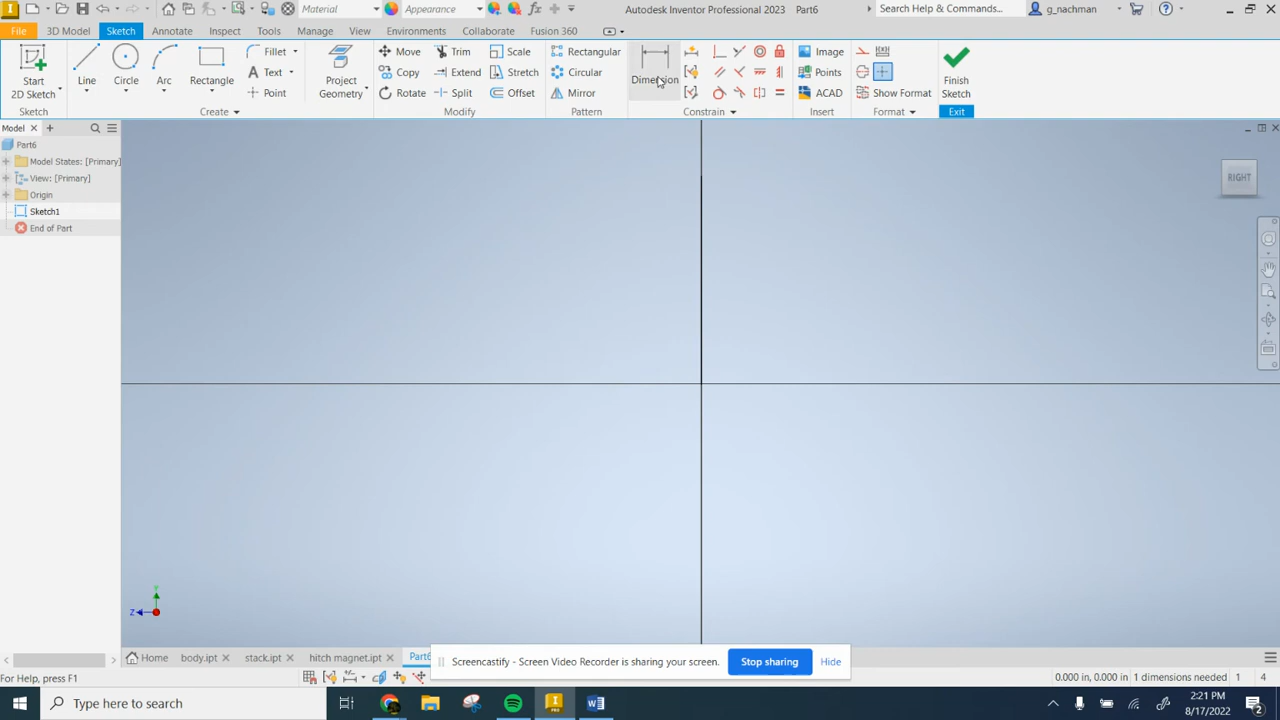 Material
Appearance
Autodesk Inventor Professional 2023 Part6
Search Help & Commands...
g_nachman
File
3D Model
Sketch
Annotate
Inspect
Tools
Manage
View
Environments
Collaborate
Fusion 360
Start
2D Sketch
Line
Circle
Arc
Rectangle
Fillet
Text
Point
Project
Geometry
Move
Copy
Rotate
Trim
Extend
Split
Scale
Stretch
Offset
Rectangular
Circular
Mirror
Dimension
Image
Points
ACAD
Show Format
Finish
Sketch
Sketch
Create
Modify
Pattern
Constrain
Insert
Format
Exit
Model
Part6
Model States: [Primary]
View: [Primary]
Origin
Sketch1
End of Part
RIGHT
Y
Z
Home
body.ipt
stack.ipt
hitch magnet.ipt
Part6
Screencastify - Screen Video Recorder is sharing your screen.
Stop sharing
Hide
For Help, press F1
0.000 in, 0.000 in
1 dimensions needed
1
4
Type here to search
PRO
2:21 PM
8/17/2022
2